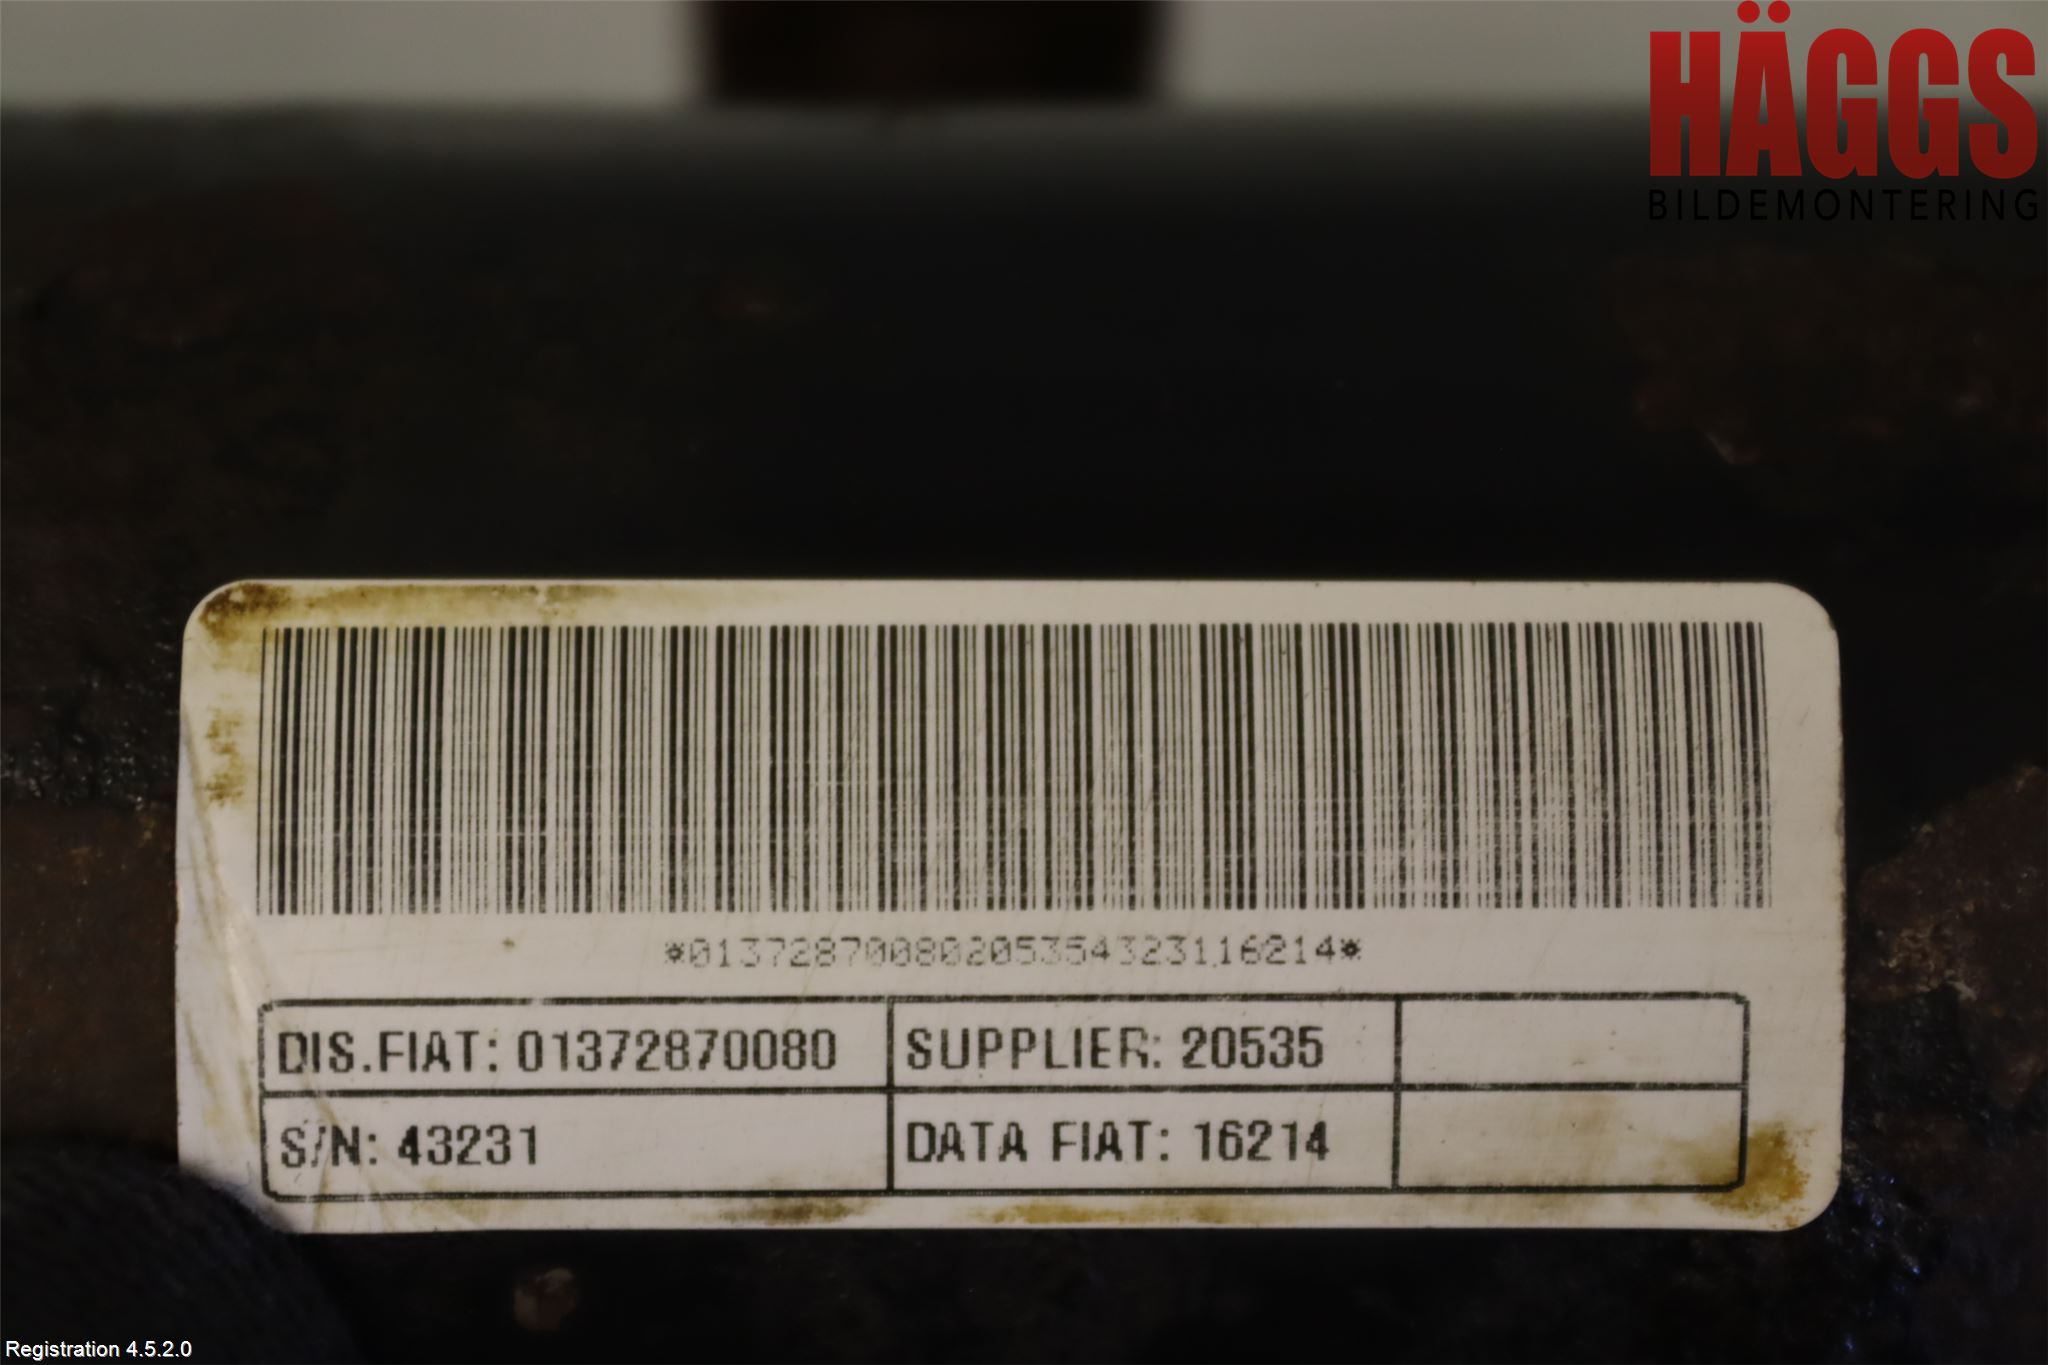 HÄGGS
BILDEMONTERING
*01372870080205354323116214*
DIS.FIAT: 01372870080
SUPPLIER: 20535
S/N: 43231
DATA FIAT: 16214
Registration 4.5.2.0